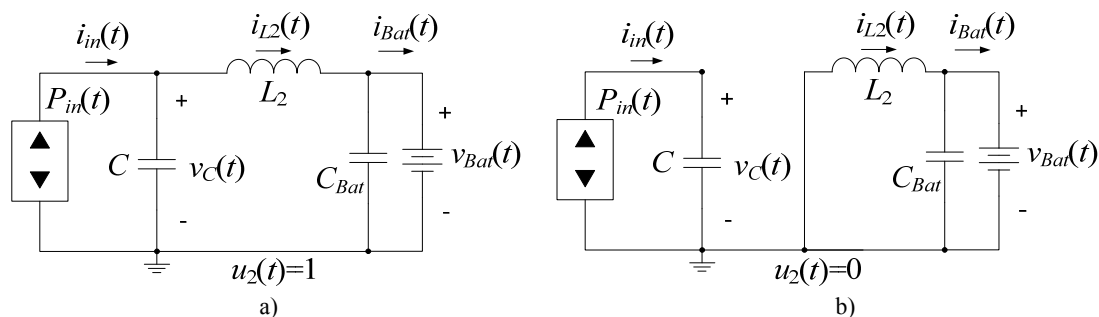 i_in(t) i_L2(t) i_Bat(t)
L_2
P_in(t)
+
+
C v_C(t) C_Bat v_Bat(t)
-
-
u_2(t)=1
a)
i_in(t) i_L2(t) i_Bat(t)
L_2
P_in(t)
+
+
C v_C(t) C_Bat v_Bat(t)
-
-
u_2(t)=0
b)